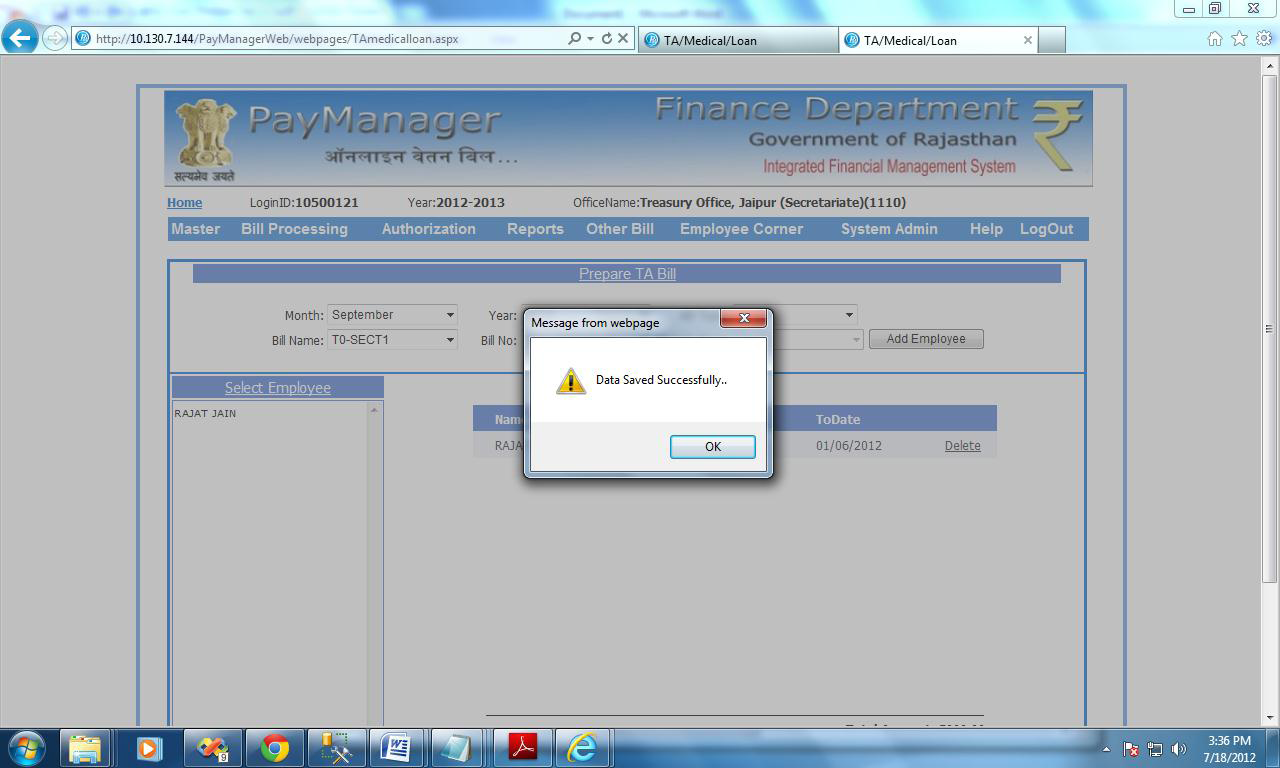 http://10.130.7.144/PayManagerWeb/webpages/TAmedicalloan.aspx
TA/Medical/Loan
TA/Medical/Loan
PayManager
ऑनलाइन वेतन बिल...
सत्यमेव जयते
Finance Department
Government of Rajasthan
Integrated Financial Management System
Home LoginID:10500121 Year:2012-2013 OfficeName:Treasury Office, Jaipur (Secretariate)(1110)
Master Bill Processing Authorization Reports Other Bill Employee Corner System Admin Help LogOut
Prepare TA Bill
Month: September Year:
Bill Name: T0-SECT1 Bill No: Add Employee
Message from webpage
Data Saved Successfully..
OK
Select Employee
RAJAT JAIN
ToDate
01/06/2012 Delete
9
3:36 PM
7/18/2012